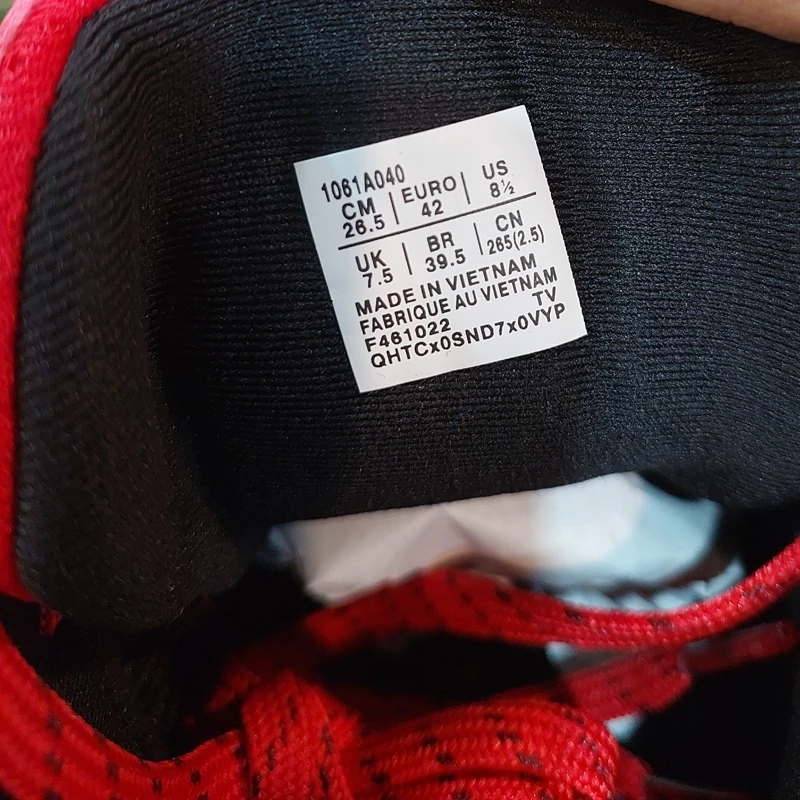 1061A040
CM | EURO | US
26.5 | 42 | 8½
UK | BR | CN
7.5 | 39.5 | 265(2.5)
MADE IN VIETNAM
FABRIQUE AU VIETNAM
F461022 TV
QHTCx0SND7x0VYP